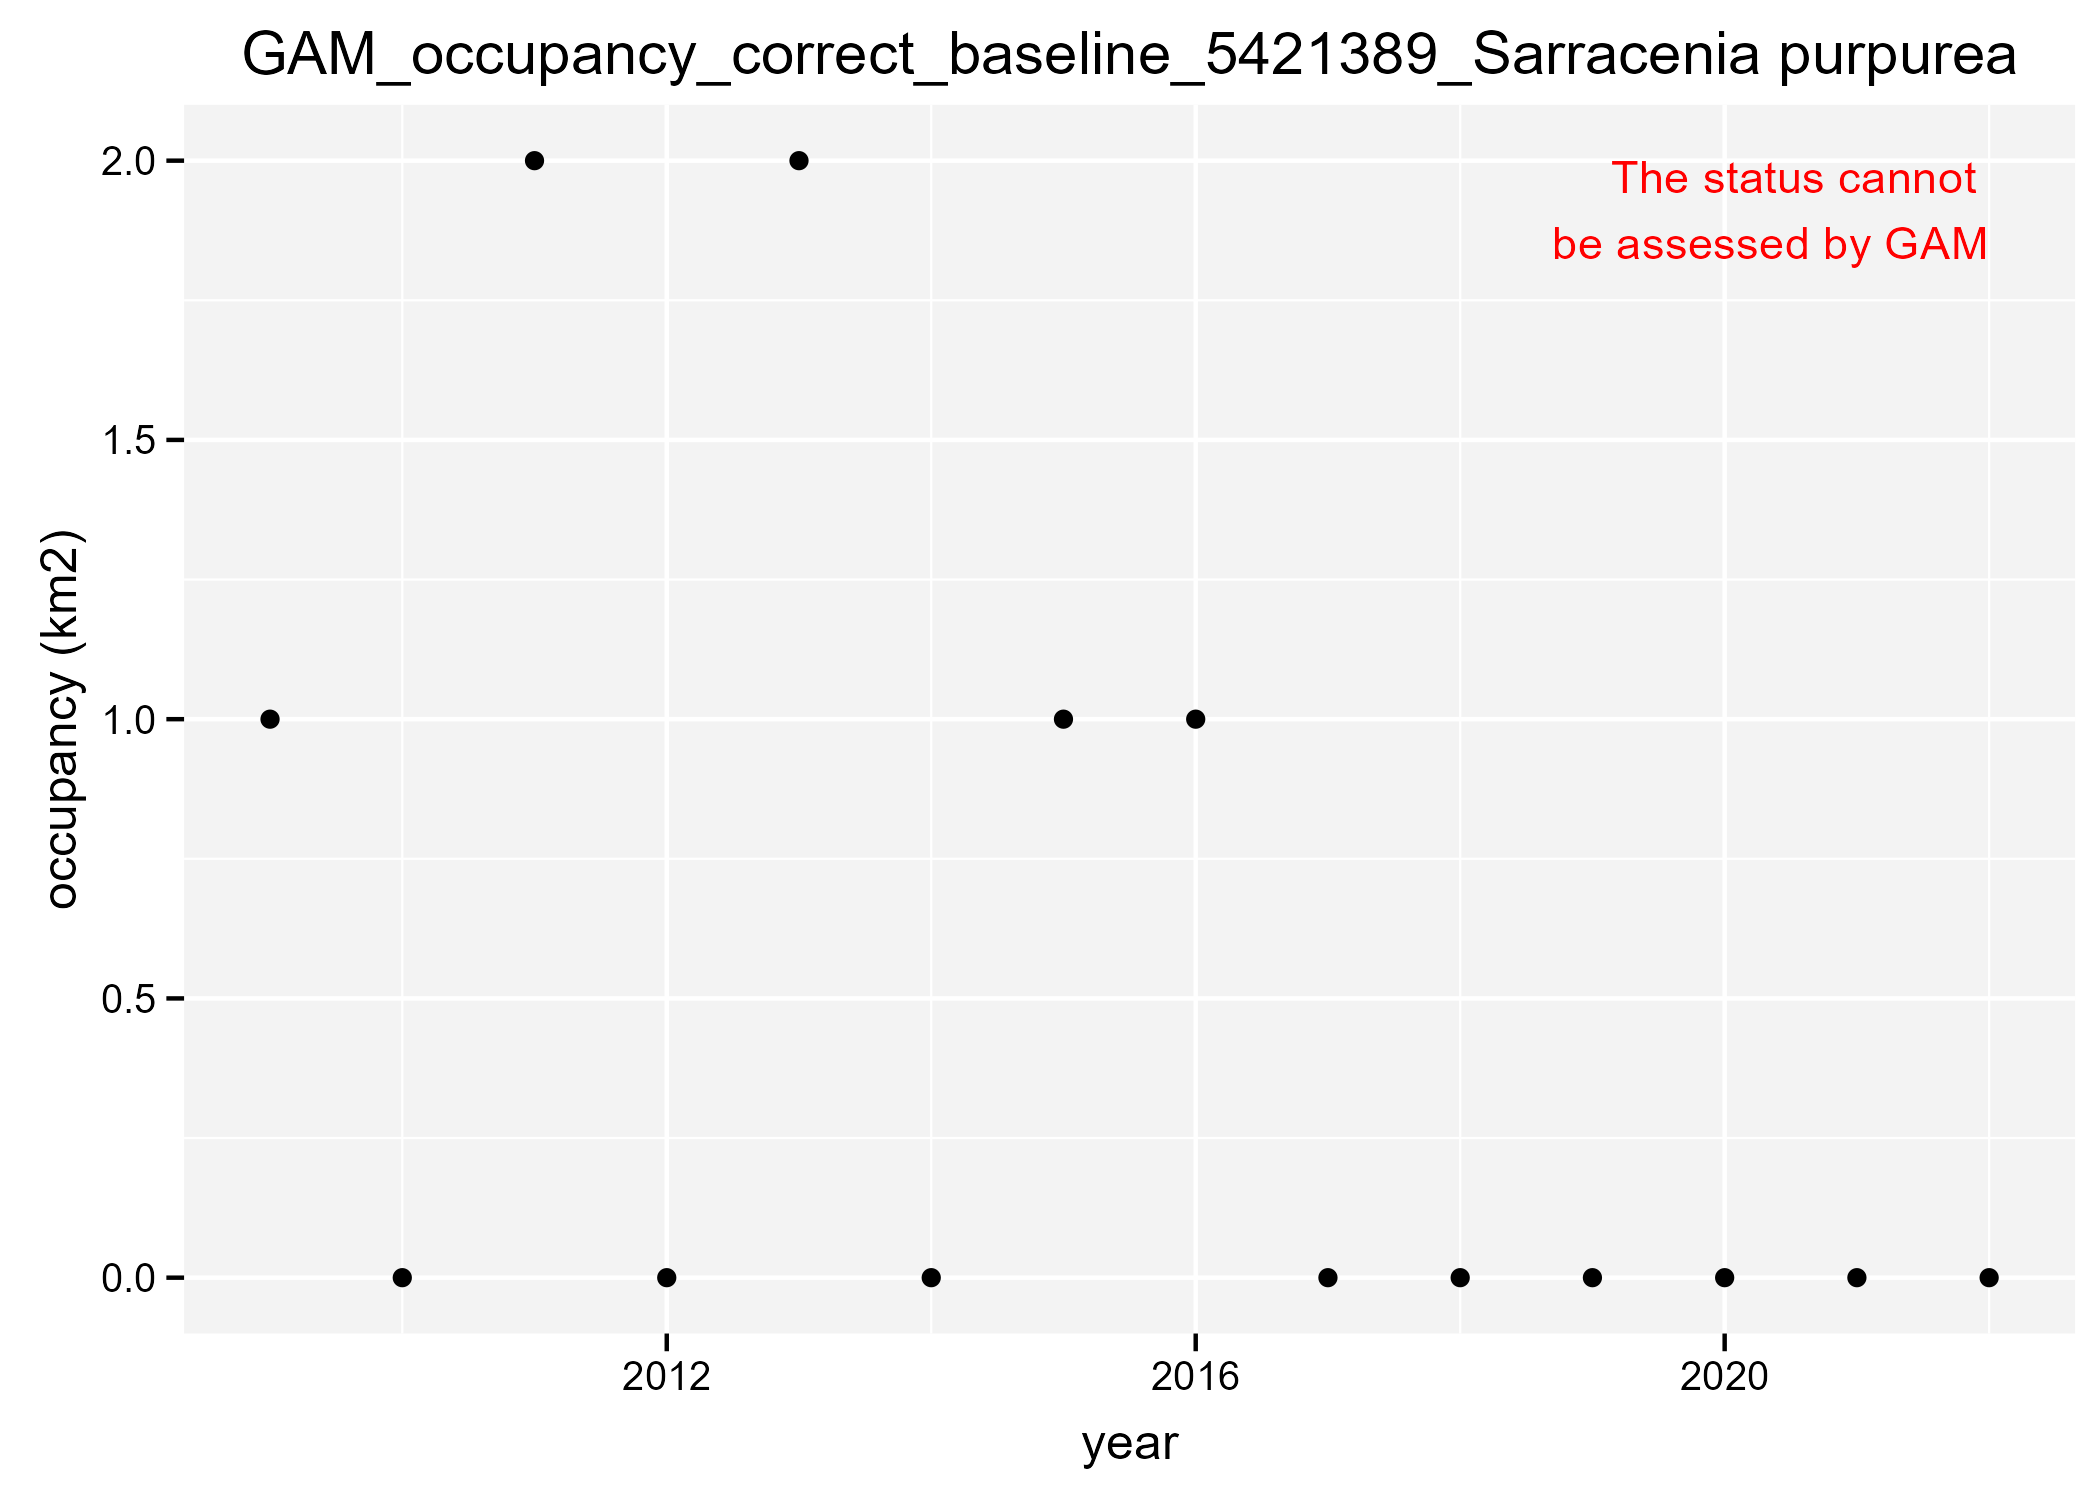 GAM_occupancy_correct_baseline_5421389_Sarracenia purpurea
The status cannot
be assessed by GAM
occupancy (km2)
2.0
1.5
1.0
0.5
0.0
2012
2016
2020
year